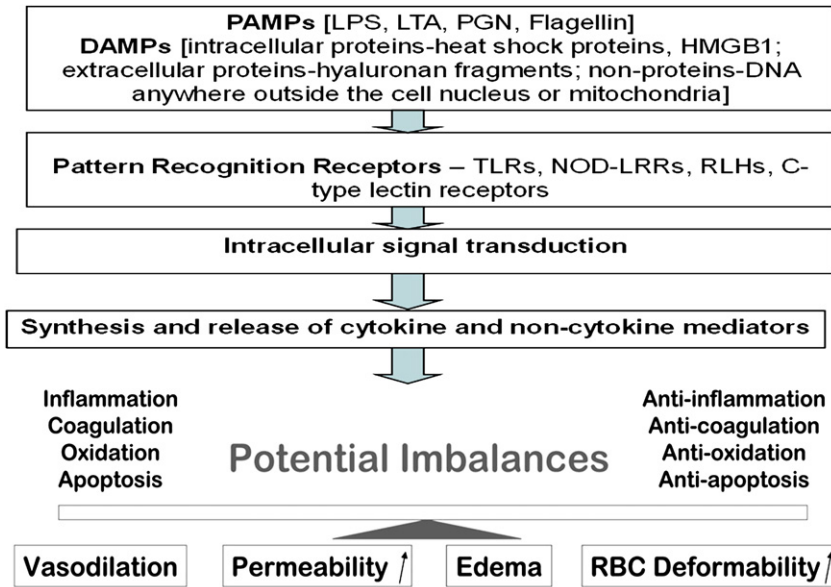 PAMPs [LPS, LTA, PGN, Flagellin]
DAMPs [intracellular proteins-heat shock proteins, HMGB1;
extracellular proteins-hyaluronan fragments; non-proteins-DNA
anywhere outside the cell nucleus or mitochondria]
Pattern Recognition Receptors – TLRs, NOD-LRRs, RLHs, C-
type lectin receptors
Intracellular signal transduction
Synthesis and release of cytokine and non-cytokine mediators
Inflammation
Coagulation
Oxidation
Apoptosis
Potential Imbalances
Anti-inflammation
Anti-coagulation
Anti-oxidation
Anti-apoptosis
Vasodilation
Permeability
Edema
RBC Deformability